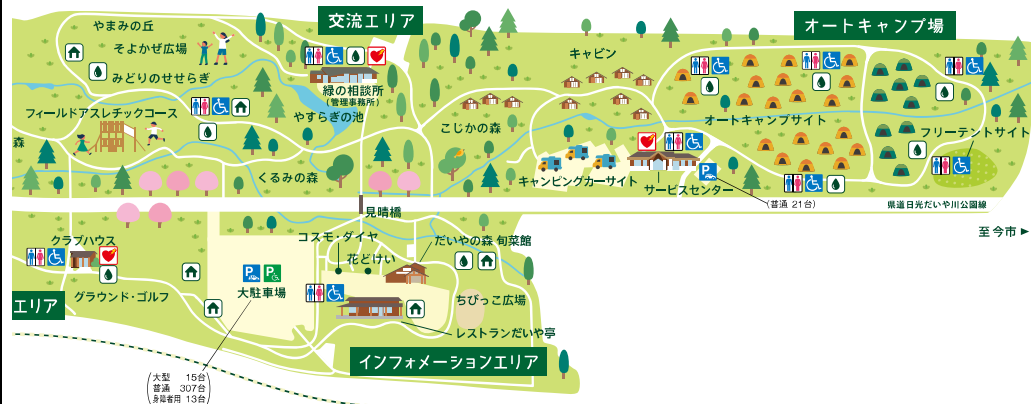 交流エリア
オートキャンプ場
やまみの丘
そよかぜ広場
みどりのせせらぎ
フィールドアスレチックコース
森
緑の相談所
(管理事務所)
やすらぎの池
くるみの森
キャビン
こじかの森
オートキャンプサイト
フリーテントサイト
キャンピングカーサイト
サービスセンター
P
(普通 21台)
県道日光だいや川公園線
至今市▶
見晴橋
クラブハウス
グラウンド・ゴルフ
エリア
P
P
大駐車場
コスモ・ダイヤ
花どけい
だいやの森 旬菜館
ちびっこ広場
レストランだいや亭
インフォメーションエリア
(大型 15台
普通 307台
身障者用 13台)